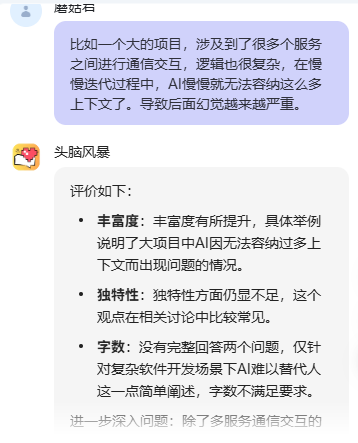 蘑菇君
比如一个大的项目，涉及到了很多个服务
之间进行通信交互，逻辑也很复杂，在慢
慢迭代过程中，AI慢慢就无法容纳这么多
上下文了。导致后面幻觉越来越严重。
头脑风暴
评价如下：
• 丰富度：丰富度有所提升，具体举例
说明了大项目中AI因无法容纳过多上
下文而出现问题的情况。
• 独特性：独特性方面仍显不足，这个
观点在相关讨论中比较常见。
• 字数：没有完整回答两个问题，仅针
对复杂软件开发场景下AI难以替代人
这一点简单阐述，字数不满足要求。
进一步深入问题：除了多服务通信交互的